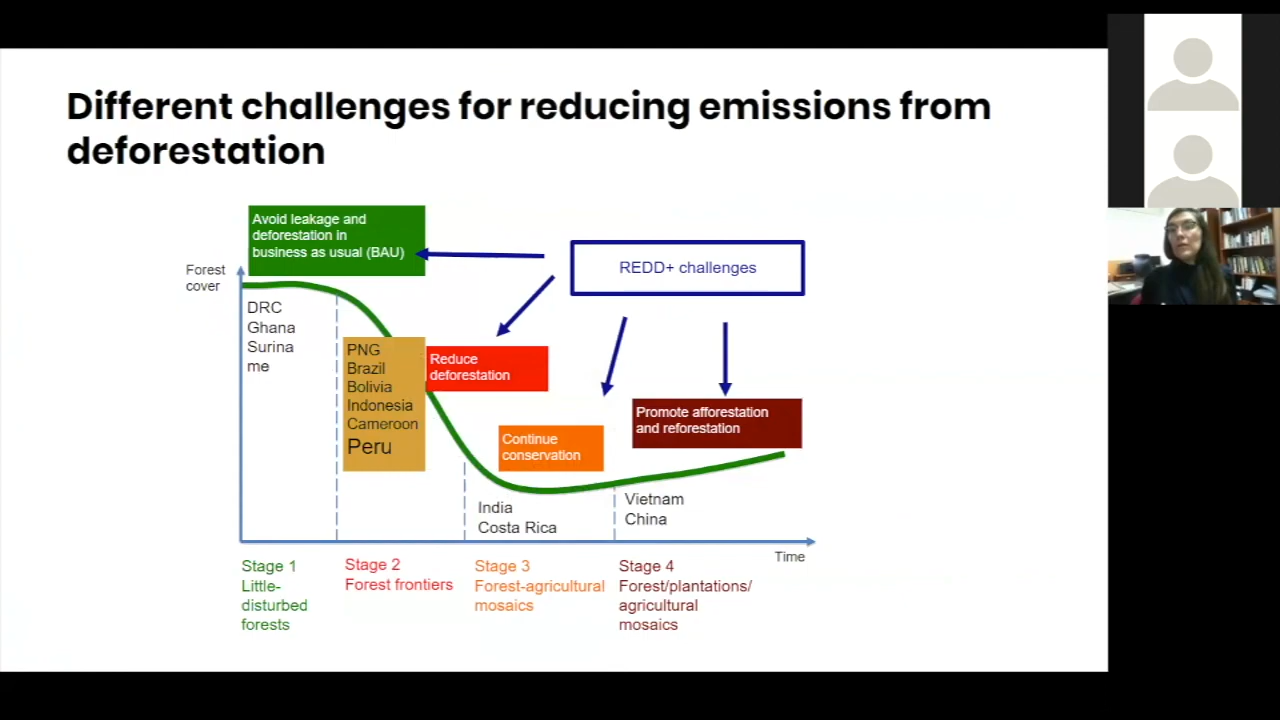 Different challenges for reducing emissions from
deforestation
Avoid leakage and
deforestation in
business as usual (BAU)
REDD+ challenges
Forest
cover
DRC
Ghana
Surina
me
PNG
Brazil
Bolivia
Indonesia
Cameroon
Peru
Reduce
deforestation
Continue
conservation
Promote afforestation
and reforestation
India
Costa Rica
Vietnam
China
Time
Stage 1
Little-
disturbed
forests
Stage 2
Forest frontiers
Stage 3
Forest-agricultural
mosaics
Stage 4
Forest/plantations/
agricultural
mosaics